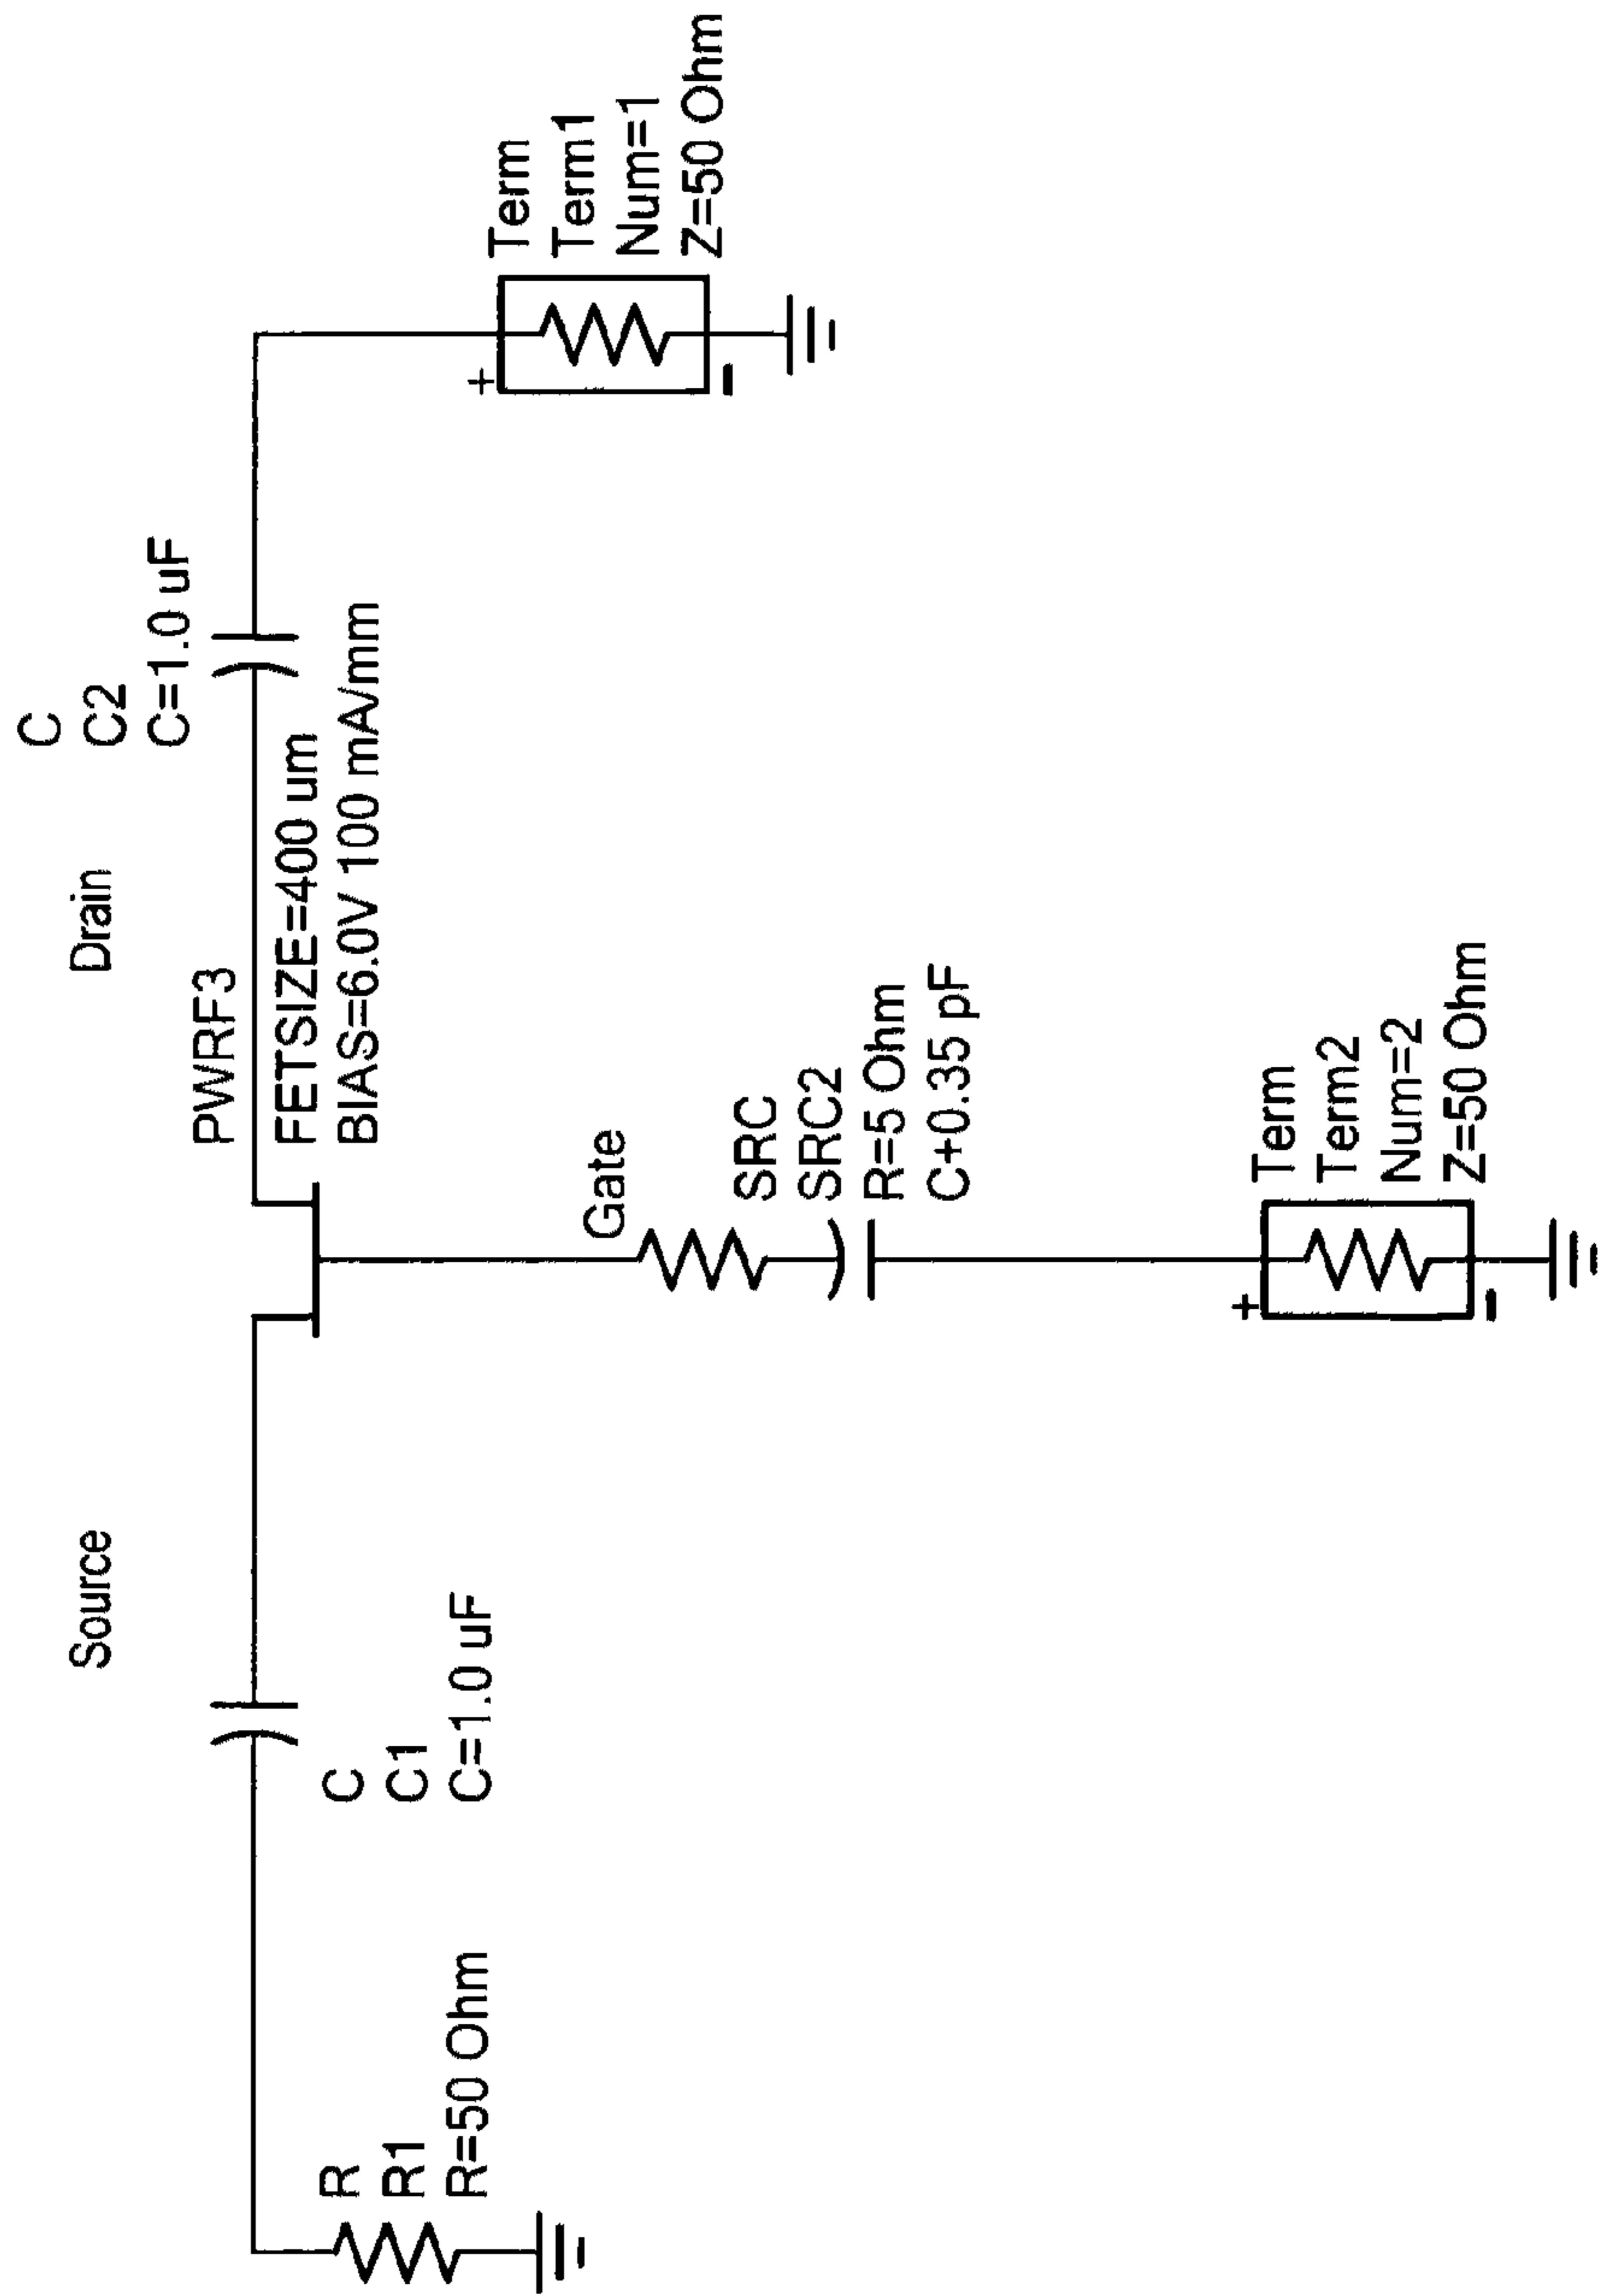 Source
Drain
C
C2
C=1.0 uF
PWRF3
FETSIZE=400 um
BIAS=6.0V 100 mA/mm
R
R1
R=50 Ohm
C
C1
C=1.0 uF
Gate
SRC
SRC2
R=5 Ohm
C+0.35 pF
+
Term
Term1
Num=1
Z=50 Ohm
-
+
Term
Term2
Num=2
Z=50 Ohm
-